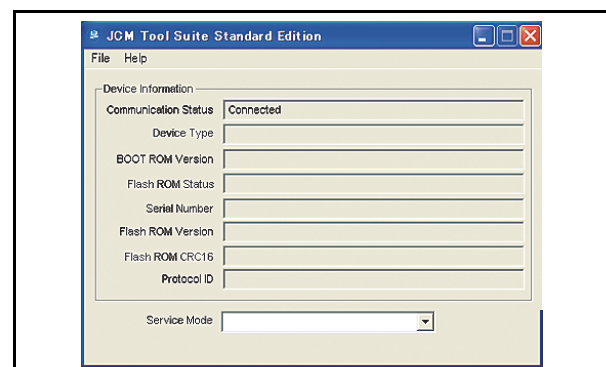 JCM Tool Suite Standard Edition
File Help
Device Information
Communication Status Connected
Device Type
BOOT ROM Version
Flash ROM Status
Serial Number
Flash ROM Version
Flash ROM CRC16
Protocol ID
Service Mode